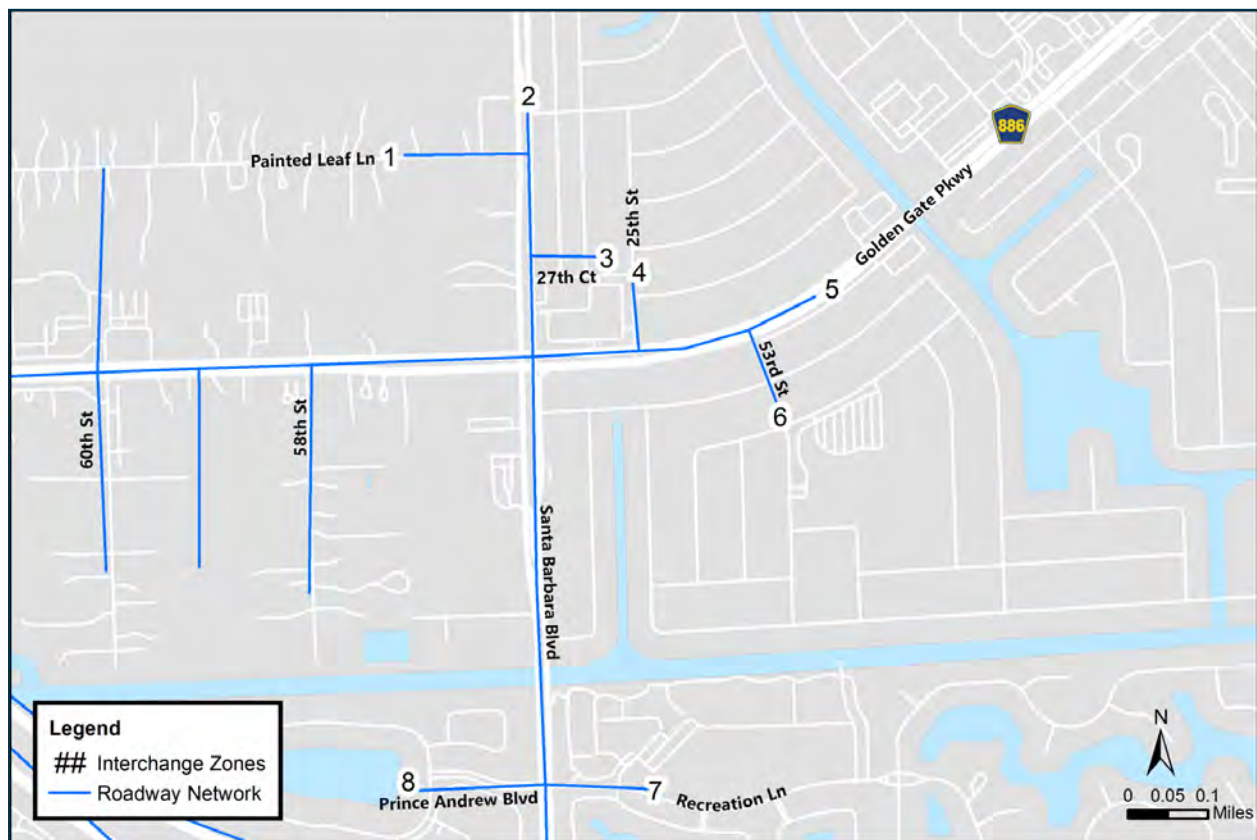 2
886
Painted Leaf Ln
1
25th St
Golden Gate Pkwy
3
27th Ct
4
5
53rd St
6
60th St
58th St
Santa Barbara Blvd
Legend
## Interchange Zones
Roadway Network
8
Prince Andrew Blvd
7
Recreation Ln
N
0 0.05 0.1
Miles